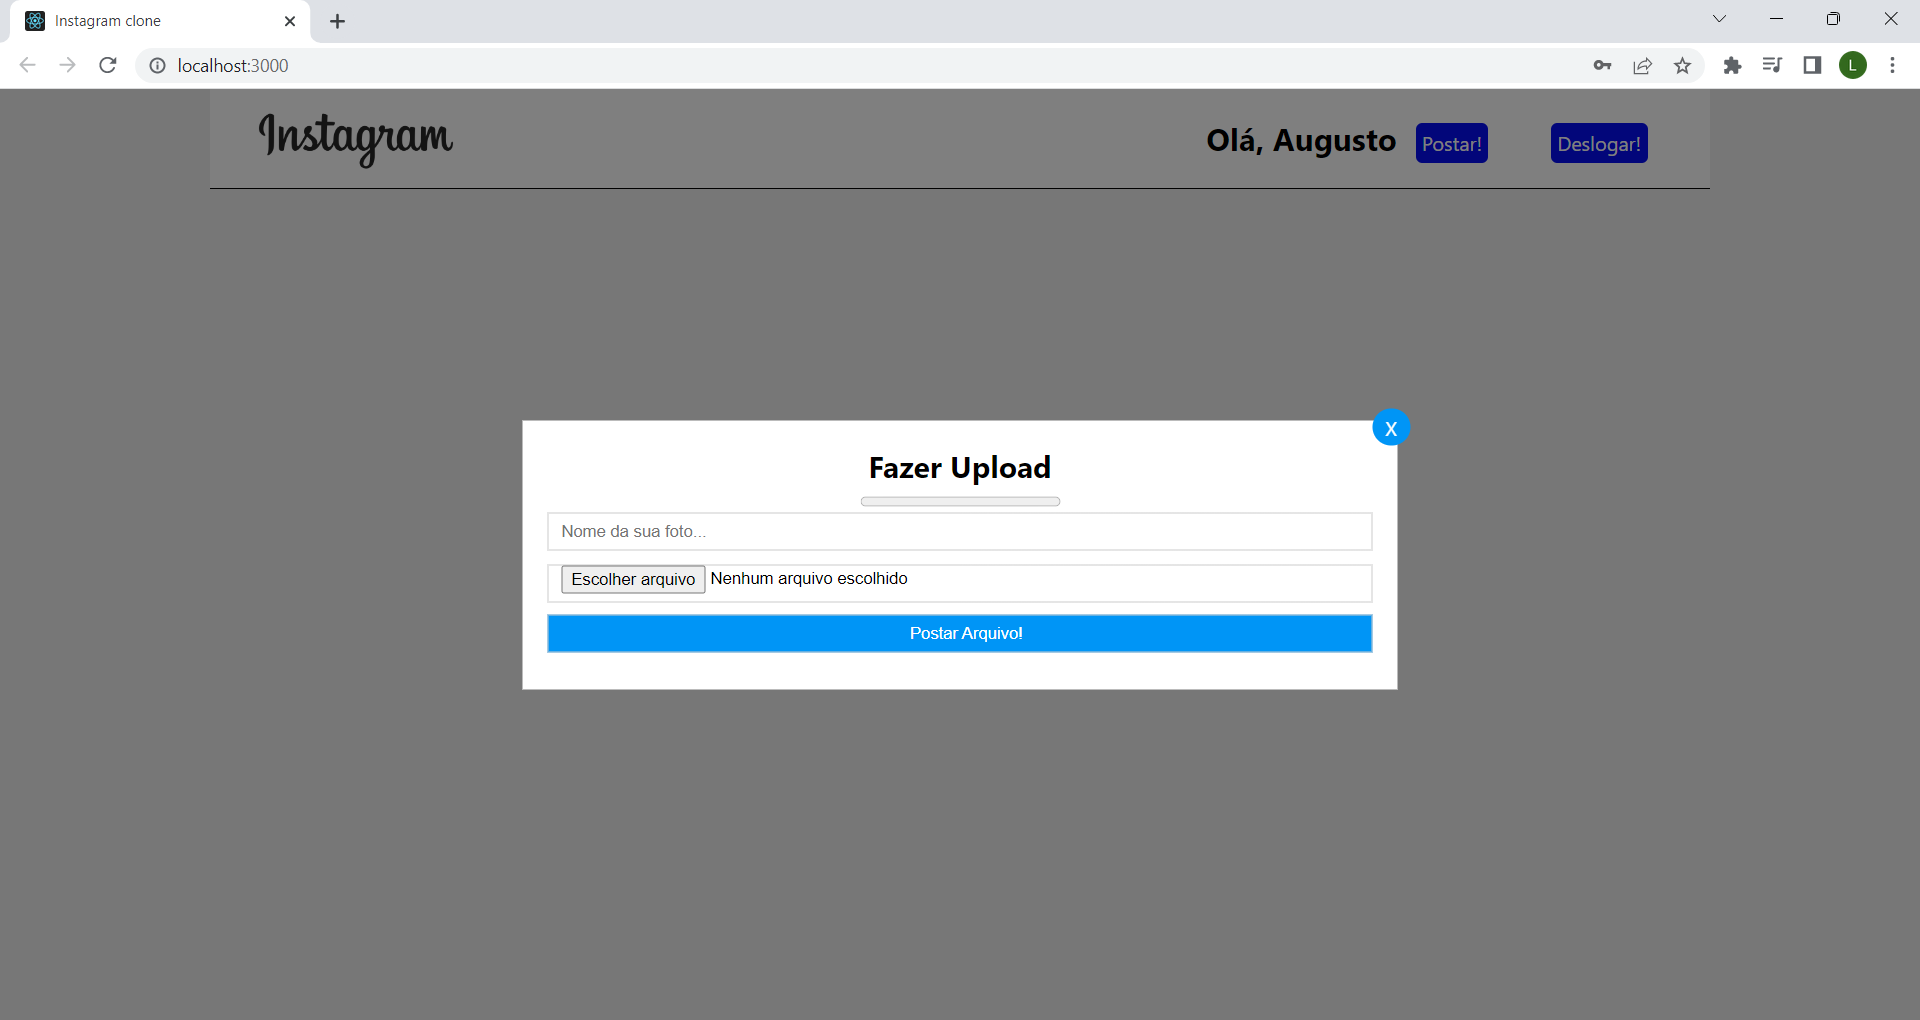 Instagram clone
localhost:3000
L
Instagram
Olá, Augusto
Postar!
Deslogar!
X
Fazer Upload
Nome da sua foto...
Escolher arquivo Nenhum arquivo escolhido
Postar Arquivo!